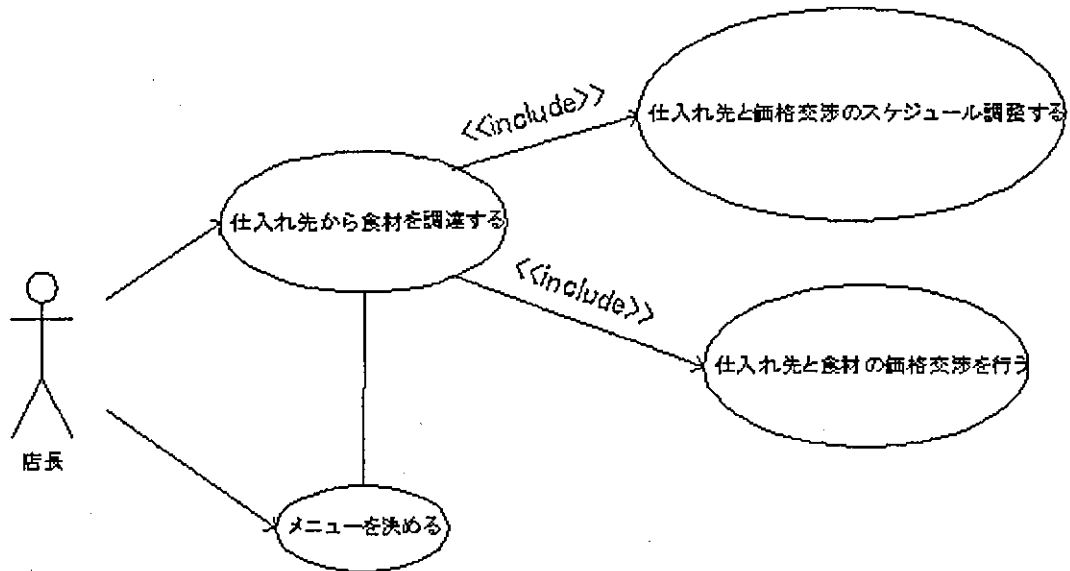 <<include>>
仕入れ先と価格交渉のスケジュール調整する
仕入れ先から食材を調達する
<<include>>
仕入れ先と食材の価格交渉を行う
店長
メニューを決める